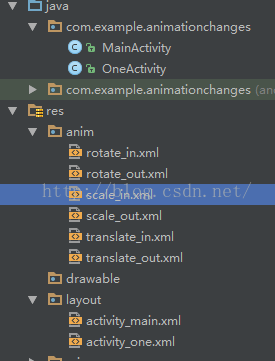 java
com.example.animationchanges
MainActivity
OneActivity
com.example.animationchanges (an
res
anim
rotate_in.xml
rotate_out.xml
scale_in.xml
http://blog.csdn.net/
scale_out.xml
translate_in.xml
translate_out.xml
drawable
layout
activity_main.xml
activity_one.xml